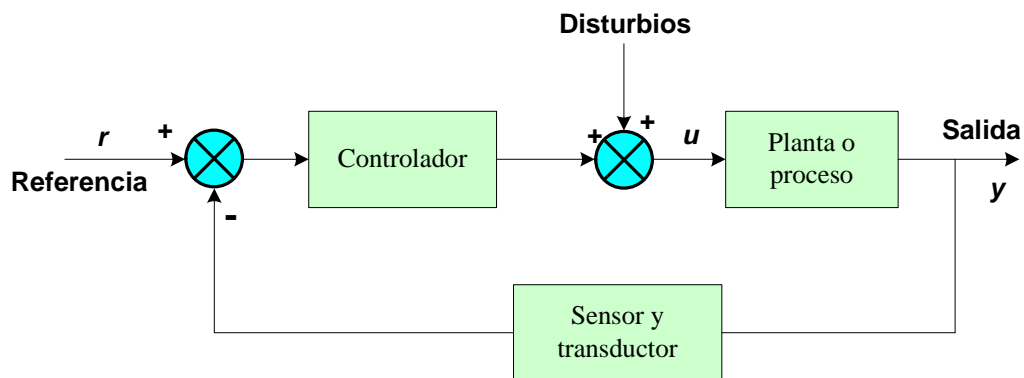 Disturbios
r
+
Referencia
-
Controlador
+
+
u
Planta o
proceso
Salida
y
Sensor y
transductor